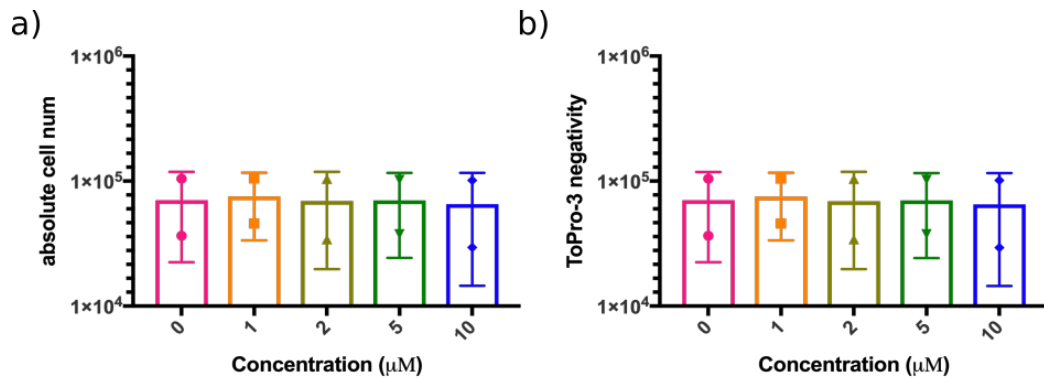 a)
absolute cell num
1×10⁶
1×10⁵
1×10⁴
0
1
2
5
10
Concentration (μM)
b)
ToPro-3 negativity
1×10⁶
1×10⁵
1×10⁴
0
1
2
5
10
Concentration (μM)